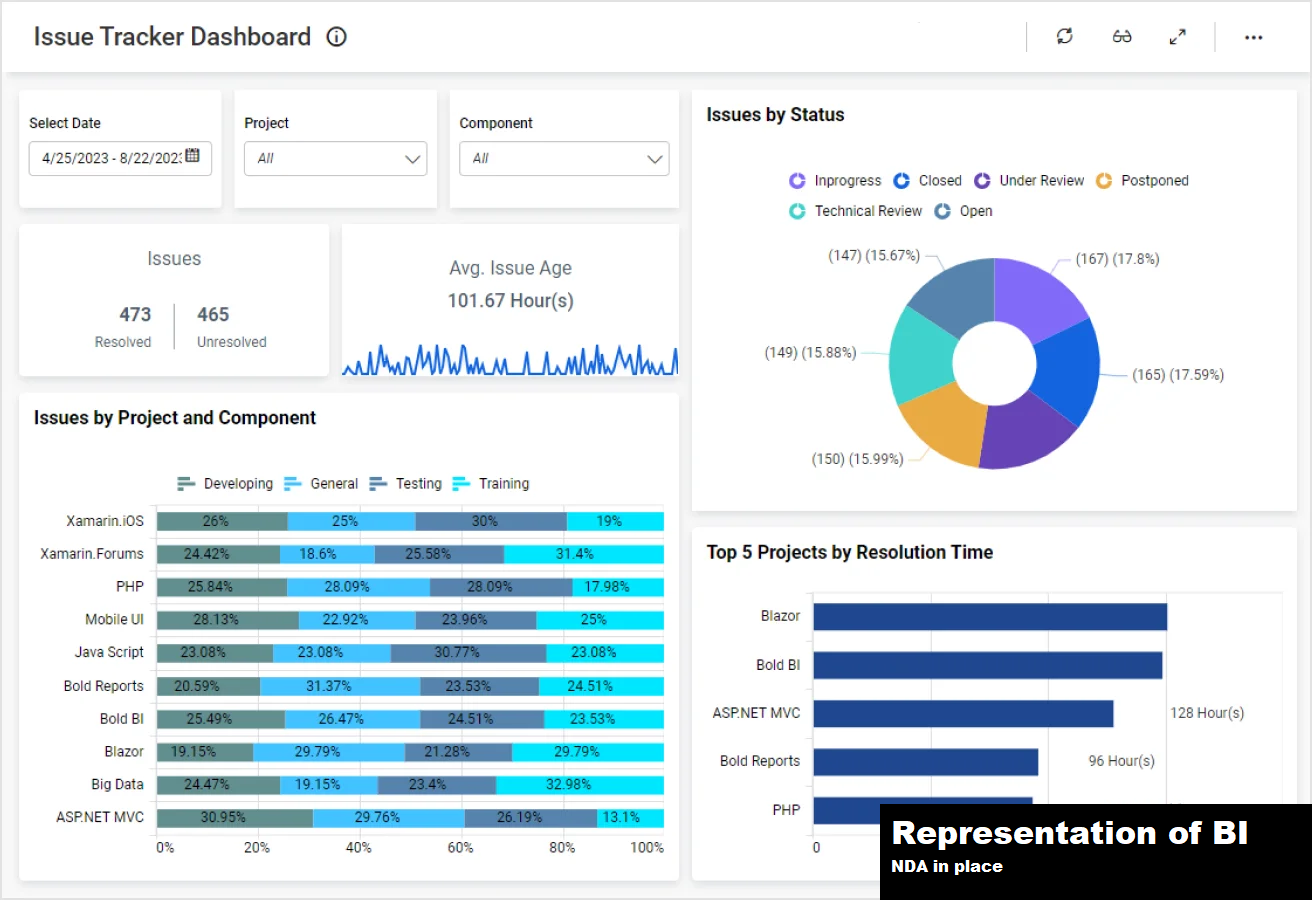 Issue Tracker Dashboard
Select Date
4/25/2023 - 8/22/2023
Project
All
Component
All
Issues
473
Resolved
465
Unresolved
Avg. Issue Age
101.67 Hour(s)
Issues by Status
Inprogress Closed Under Review Postponed
Technical Review Open
(147) (15.67%)
(167) (17.8%)
(149) (15.88%)
(165) (17.59%)
(150) (15.99%)
Issues by Project and Component
Developing General Testing Training
Xamarin.iOS 26% 25% 30% 19%
Xamarin.Forums 24.42% 18.6% 25.58% 31.4%
PHP 25.84% 28.09% 28.09% 17.98%
Mobile UI 28.13% 22.92% 23.96% 25%
Java Script 23.08% 23.08% 30.77% 23.08%
Bold Reports 20.59% 31.37% 23.53% 24.51%
Bold BI 25.49% 26.47% 24.51% 23.53%
Blazor 19.15% 29.79% 21.28% 29.79%
Big Data 24.47% 19.15% 23.4% 32.98%
ASP.NET MVC 30.95% 29.76% 26.19% 13.1%
0% 20% 40% 60% 80% 100%
Top 5 Projects by Resolution Time
Blazor
Bold BI
ASP.NET MVC 128 Hour(s)
Bold Reports 96 Hour(s)
PHP
0
Representation of BI
NDA in place